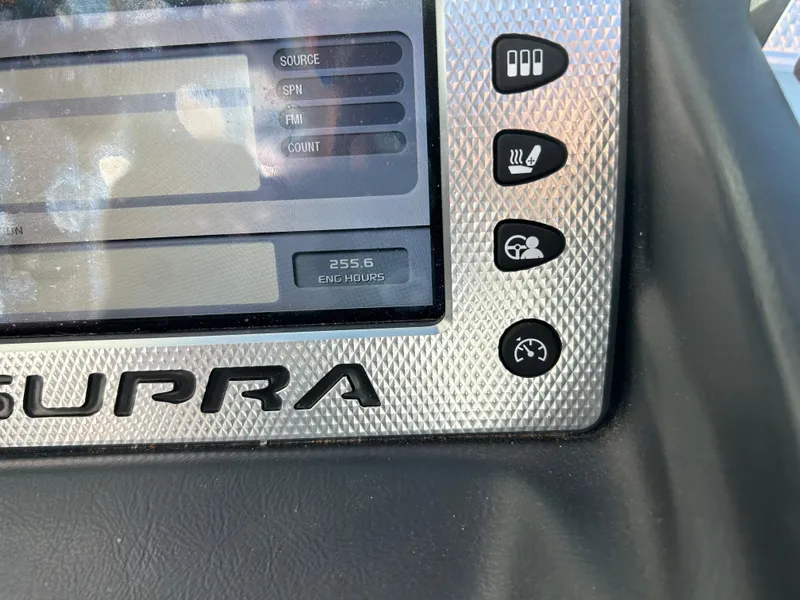 SOURCE
SPN
FMI
COUNT
255.6
ENG HOURS
SUPRA